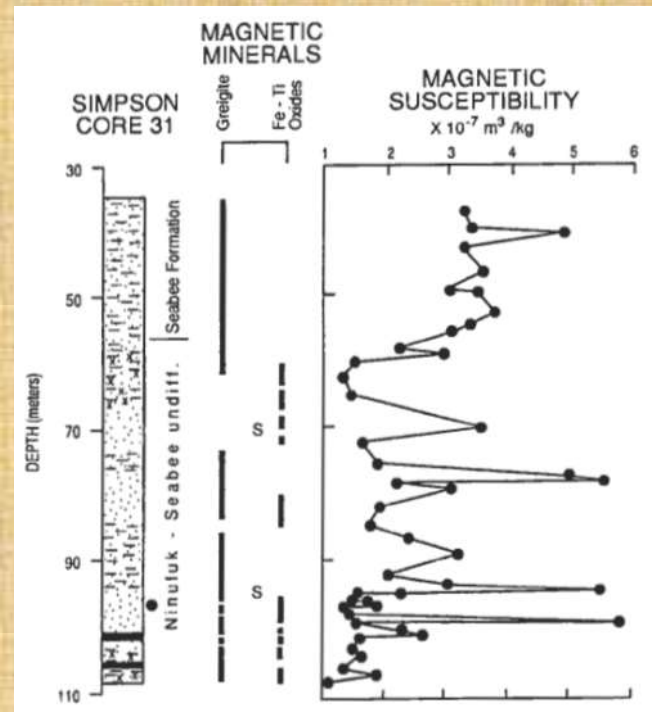 MAGNETIC
MINERALS
SIMPSON
CORE 31
Greigite
Fe - Ti
Oxides
MAGNETIC
SUSCEPTIBILITY
X 10⁻⁷ m³ /kg
1 2 3 4 5 6
30
50
70
90
110
DEPTH (meters)
Seabee Formation
Ninuluk - Seabee undiff.
S
S